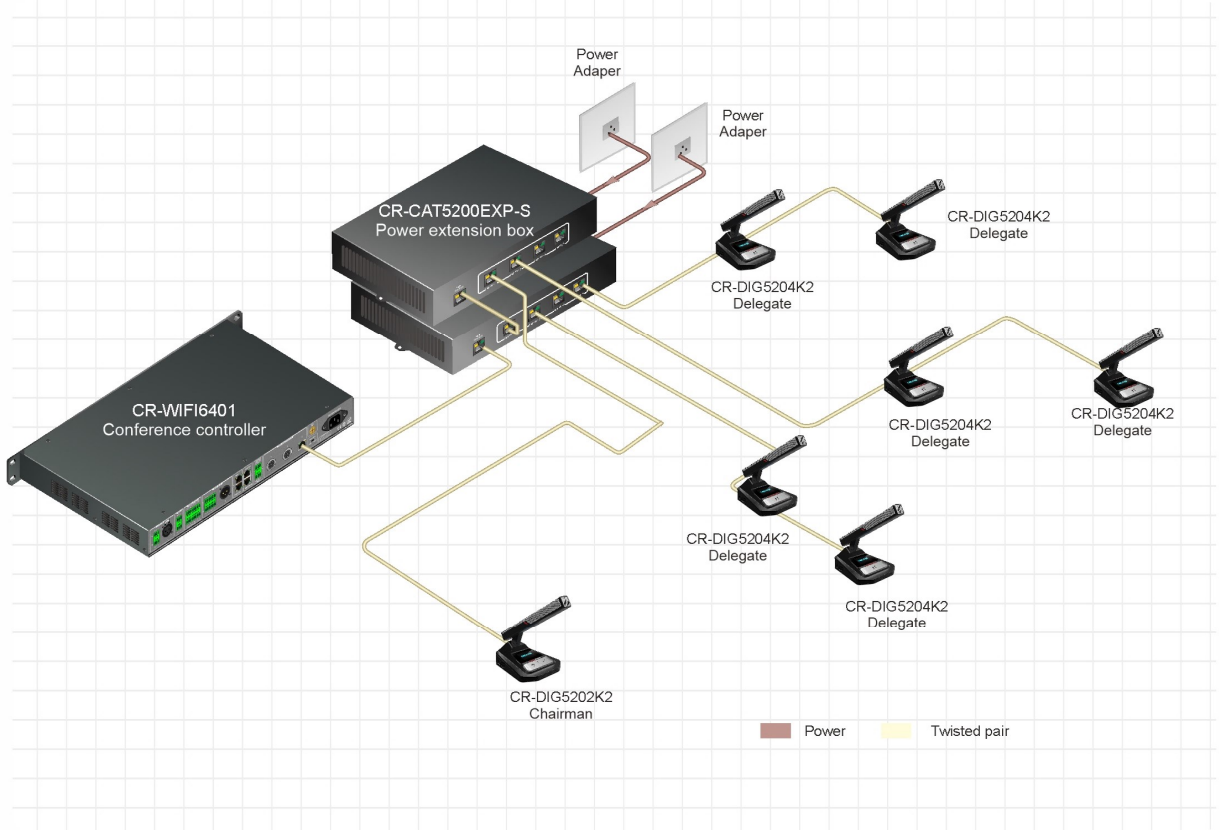 Power
Adaper
Power
Adaper
CR-CAT5200EXP-S
Power extension box
CR-DIG5204K2
Delegate
CR-DIG5204K2
Delegate
CR-WIFI6401
Conference controller
CR-DIG5204K2
Delegate
CR-DIG5204K2
Delegate
CR-DIG5204K2
Delegate
CR-DIG5204K2
Delegate
CR-DIG5202K2
Chairman
Power
Twisted pair